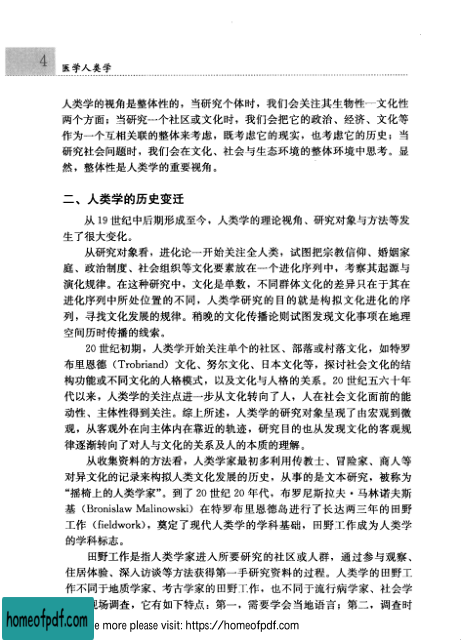 4
医学人类学
人类学的视角是整体性的，当研究个体时，我们会关注其生物性—文化性
两个方面；当研究一个社区或文化时，我们会把它的政治、经济、文化等
作为一个互相关联的整体来考虑，既考虑它的现实，也考虑它的历史；当
研究社会问题时，我们会在文化、社会与生态环境的整体环境中思考。显
然，整体性是人类学的重要视角。
二、人类学的历史变迁
从 19 世纪中后期形成至今，人类学的理论视角、研究对象与方法等发
生了很大变化。
从研究对象看，进化论一开始关注全人类，试图把宗教信仰、婚姻家
庭、政治制度、社会组织等文化要素放在一个进化序列中，考察其起源与
演化规律。在这种研究中，文化是单数，不同群体文化的差异只在于其在
进化序列中所处位置的不同，人类学研究的目的就是构拟文化进化的序
列，寻找文化发展的规律。稍晚的文化传播论则试图发现文化事项在地理
空间历时传播的线索。
20 世纪初期，人类学开始关注单个的社区、部落或村落文化，如特罗
布里恩德（Trobriand）文化、努尔文化、日本文化等，探讨社会文化的结
构功能或不同文化的人格模式，以及文化与人格的关系。20 世纪五六十年
代以来，人类学的关注点进一步从文化转向了人，人在社会文化面前的能
动性、主体性得到关注。综上所述，人类学的研究对象呈现了由宏观到微
观，从客观外在向主体内在靠近的轨迹，研究目的也从发现文化的客观规
律逐渐转向了对人与文化的关系及人的本质的理解。
从收集资料的方法看，人类学家最初多利用传教士、冒险家、商人等
对异文化的记录来构拟人类文化发展的历史，从事的是文本研究，被称为
“摇椅上的人类学家”。到了 20 世纪 20 年代，布罗尼斯拉夫·马林诺夫斯
基（Bronislaw Malinowski）在特罗布里恩德岛进行了长达两三年的田野
工作（fieldwork），奠定了现代人类学的学科基础，田野工作成为人类学
的学科标志。
田野工作是指人类学家进入所要研究的社区或人群，通过参与观察、
住居体验、深入访谈等方法获得第一手研究资料的过程。人类学的田野工
作不同于地质学家、考古学家的田野工作，也不同于流行病学家、社会学
现场调查，它有如下特点：第一，需要学会当地语言；第二，调查时
homeofpdf.com
e more please visit: https://homeofpdf.com